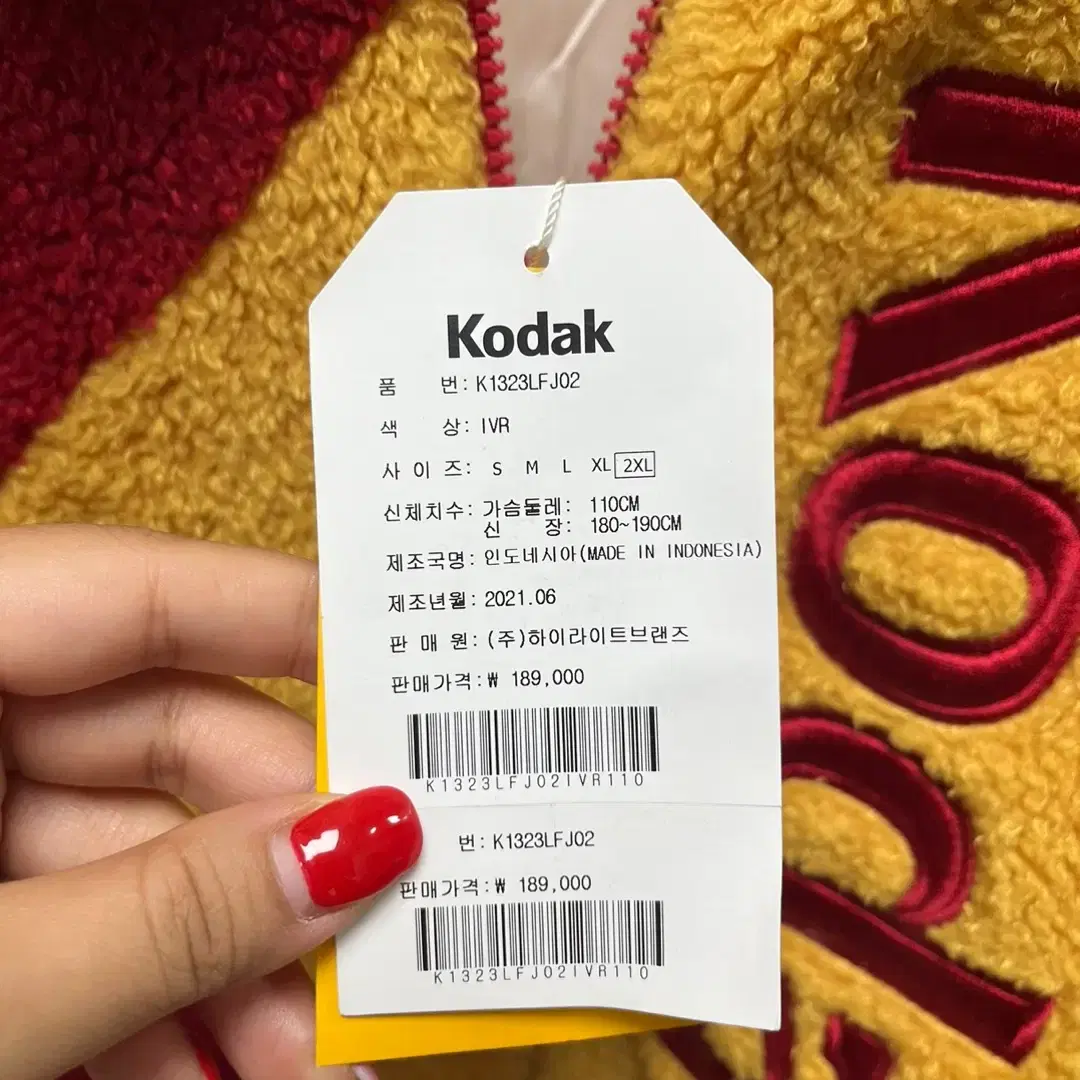 Kodak
품 번: K1323LFJ02
색 상: IVR
사 이 즈: S M L XL 2XL
신체치수: 가슴둘레: 110CM
신 장: 180~190CM
제조국명: 인도네시아(MADE IN INDONESIA)
제조년월: 2021.06
판 매 원: (주)하이라이트브랜즈
판매가격:₩ 189,000
K1323LFJ02IVR110
번: K1323LFJ02
판매가격:₩ 189,000
K1323LFJ02IVR110